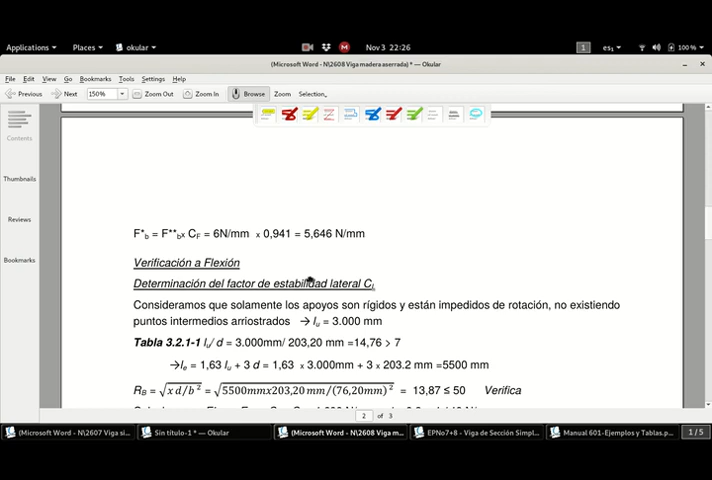 Applications Places okular Nov 3 22:26 1 es₁ 100 %
(Microsoft Word - N\2608 Viga madera aserrada) * — Okular
File Edit View Go Bookmarks Tools Settings Help
Previous Next 150% Zoom Out Zoom In Browse Zoom Selection
Contents
Thumbnails
Reviews
Bookmarks
F*b = F**b x CF = 6N/mm x 0,941 = 5,646 N/mm
Verificación a Flexión
Determinación del factor de estabilidad lateral CL
Consideramos que solamente los apoyos son rígidos y están impedidos de rotación, no existiendo
puntos intermedios arriostrados → lu = 3.000 mm
Tabla 3.2.1-1 lu/ d = 3.000mm/ 203,20 mm =14,76 > 7
→le = 1,63 lu + 3 d = 1,63 x 3.000mm + 3 x 203.2 mm =5500 mm
RB = √x d/b ² = √5500mmx203,20 mm/(76,20mm)² = 13,87 ≤ 50 Verifica
2 of 3
(Microsoft Word - N\2607 Viga si... Sin título-1 * — Okular (Microsoft Word - N\2608 Viga m... EPNo7+8 - Viga de Sección Simpl... Manual 601-Ejemplos y Tablas.p... 1 / 5